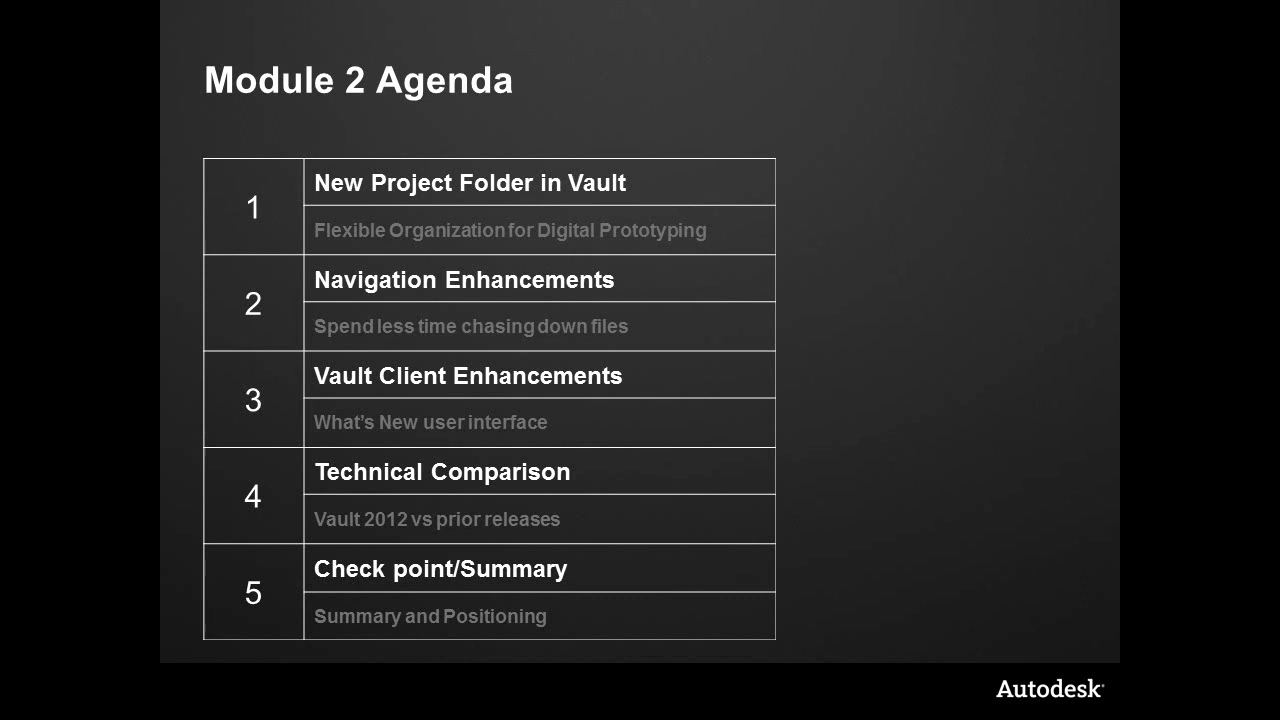 Module 2 Agenda
1
New Project Folder in Vault
Flexible Organization for Digital Prototyping
2
Navigation Enhancements
Spend less time chasing down files
3
Vault Client Enhancements
What’s New user interface
4
Technical Comparison
Vault 2012 vs prior releases
5
Check point/Summary
Summary and Positioning
Autodesk